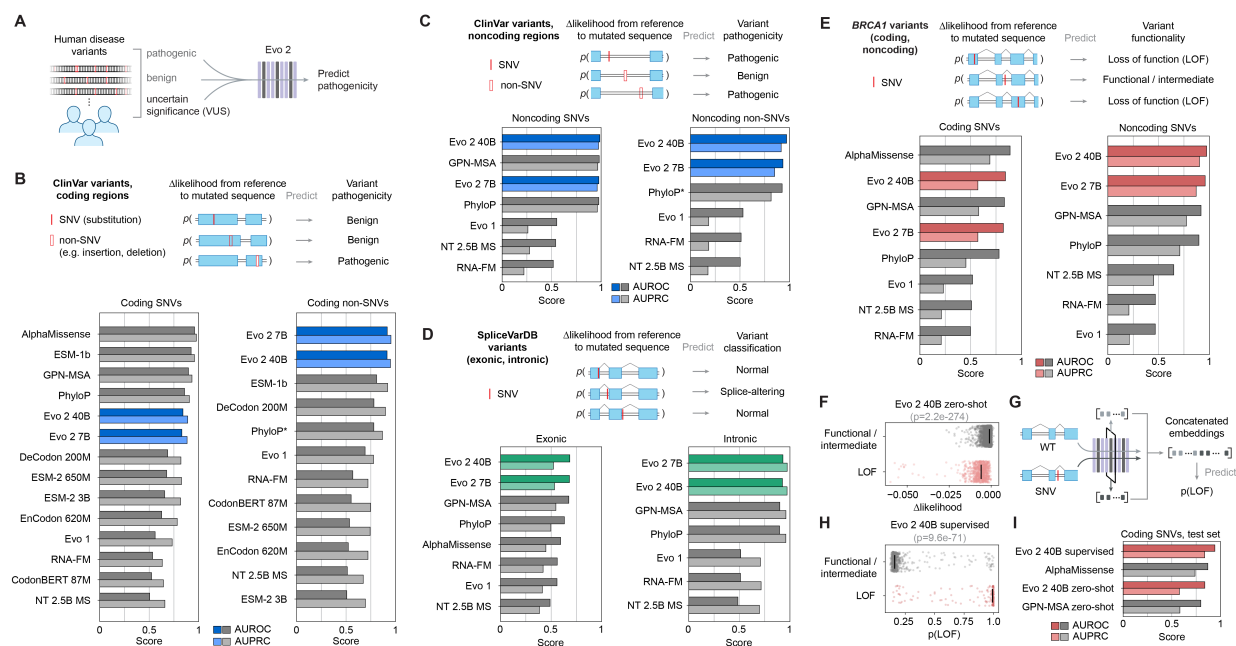 A
Human disease
variants
pathogenic
benign
uncertain
significance (VUS)
Evo 2
Predict
pathogenicity
B
ClinVar variants,
coding regions
Δlikelihood from reference
to mutated sequence
Predict
Variant
pathogenicity
SNV (substitution)
non-SNV
(e.g. insertion, deletion)
p( )
Benign
p( )
Benign
p( )
Pathogenic
Coding SNVs
AlphaMissense
ESM-1b
GPN-MSA
PhyloP
Evo 2 40B
Evo 2 7B
DeCodon 200M
ESM-2 650M
ESM-2 3B
EnCodon 620M
Evo 1
RNA-FM
CodonBERT 87M
NT 2.5B MS
0 0.5 1
Score
Coding non-SNVs
Evo 2 7B
Evo 2 40B
ESM-1b
DeCodon 200M
PhyloP*
Evo 1
RNA-FM
CodonBERT 87M
ESM-2 650M
EnCodon 620M
NT 2.5B MS
ESM-2 3B
0 0.5 1
Score
AUROC
AUPRC
C
ClinVar variants,
noncoding regions
Δlikelihood from reference
to mutated sequence
Predict
Variant
pathogenicity
SNV
non-SNV
p( )
Pathogenic
p( )
Benign
p( )
Pathogenic
Noncoding SNVs
Evo 2 40B
GPN-MSA
Evo 2 7B
PhyloP
Evo 1
NT 2.5B MS
RNA-FM
0 0.5 1
Score
Noncoding non-SNVs
Evo 2 40B
Evo 2 7B
PhyloP*
Evo 1
RNA-FM
NT 2.5B MS
0 0.5 1
Score
AUROC
AUPRC
D
SpliceVarDB
variants
(exonic, intronic)
Δlikelihood from reference
to mutated sequence
Predict
Variant
classification
SNV
p( )
Normal
p( )
Splice-altering
p( )
Normal
Exonic
Evo 2 40B
Evo 2 7B
GPN-MSA
PhyloP
AlphaMissense
RNA-FM
Evo 1
NT 2.5B MS
0 0.5 1
Score
Intronic
Evo 2 7B
Evo 2 40B
GPN-MSA
PhyloP
Evo 1
RNA-FM
NT 2.5B MS
0 0.5 1
Score
AUROC
AUPRC
E
BRCA1 variants
(coding,
noncoding)
Δlikelihood from reference
to mutated sequence
Predict
Variant
functionality
SNV
p( )
Loss of function (LOF)
p( )
Functional / intermediate
p( )
Loss of function (LOF)
Coding SNVs
AlphaMissense
Evo 2 40B
GPN-MSA
Evo 2 7B
PhyloP
Evo 1
NT 2.5B MS
RNA-FM
0 0.5 1
Score
Noncoding SNVs
Evo 2 40B
Evo 2 7B
GPN-MSA
PhyloP
NT 2.5B MS
RNA-FM
Evo 1
0 0.5 1
Score
AUROC
AUPRC
F
Evo 2 40B zero-shot
(p=2.2e-274)
Functional /
intermediate
LOF
−0.050 −0.025 0.000
Δlikelihood
G
WT
SNV
Concatenated
embeddings
Predict
p(LOF)
H
Evo 2 40B supervised
(p=9.6e-71)
Functional /
intermediate
LOF
0.25 0.50 0.75 1.0
p(LOF)
I
Coding SNVs, test set
Evo 2 40B supervised
AlphaMissense
Evo 2 40B zero-shot
GPN-MSA zero-shot
0 0.5 1
Score
AUROC
AUPRC